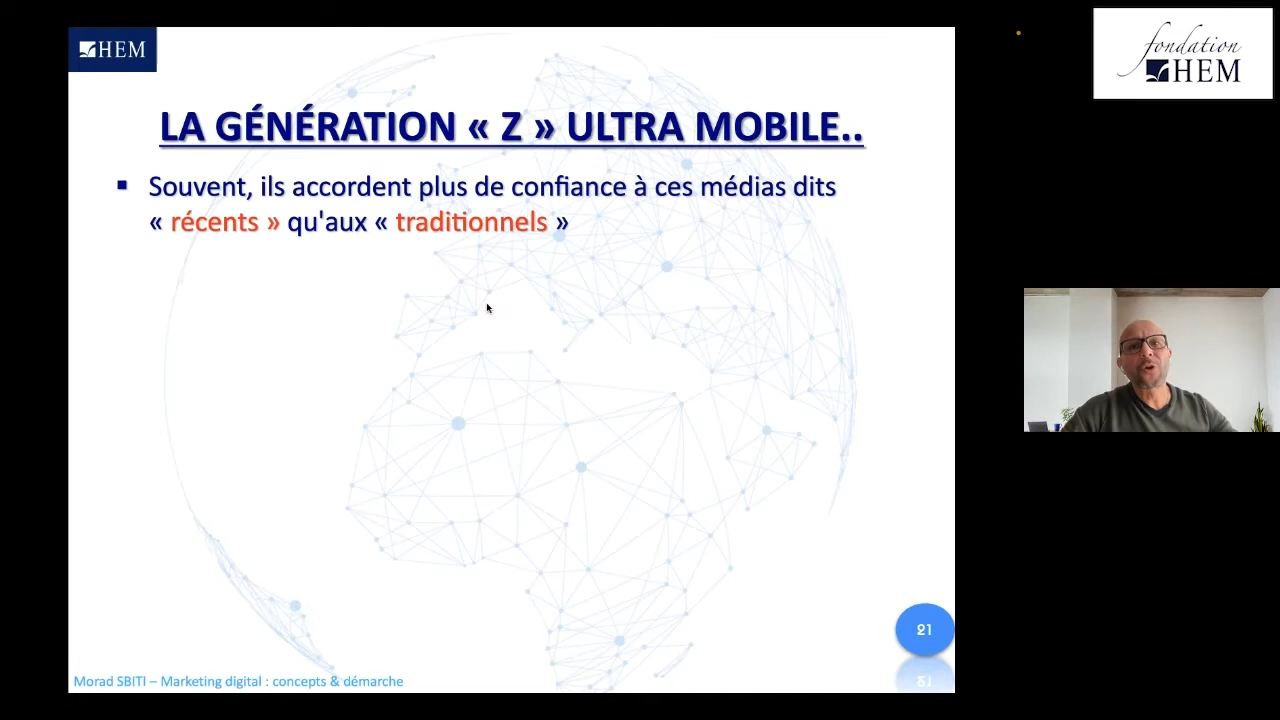 HEM
fondation
HEM
LA GÉNÉRATION « Z » ULTRA MOBILE..
▪ Souvent, ils accordent plus de confiance à ces médias dits
« récents » qu'aux « traditionnels »
21
Morad SBITI – Marketing digital : concepts & démarche